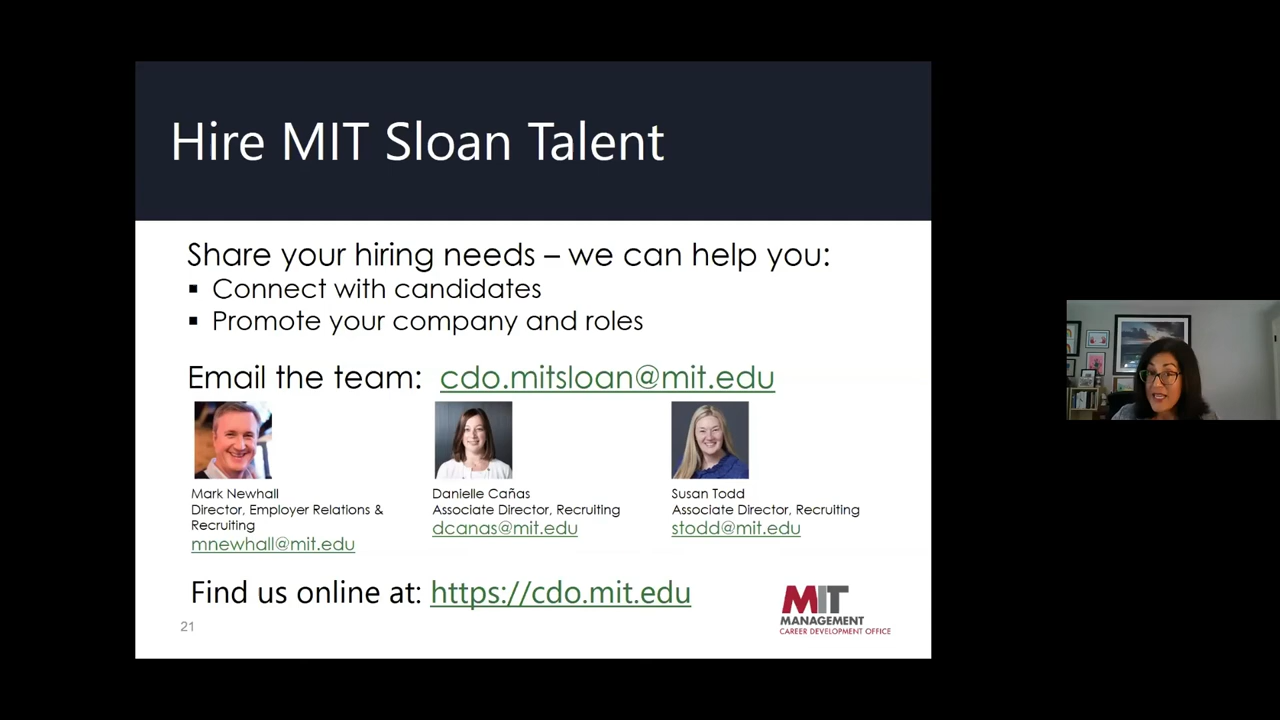 Hire MIT Sloan Talent
Share your hiring needs – we can help you:
▪ Connect with candidates
▪ Promote your company and roles
Email the team: cdo.mitsloan@mit.edu
Mark Newhall
Director, Employer Relations &
Recruiting
mnewhall@mit.edu
Danielle Cañas
Associate Director, Recruiting
dcanas@mit.edu
Susan Todd
Associate Director, Recruiting
stodd@mit.edu
Find us online at: https://cdo.mit.edu
21
MIT
MANAGEMENT
CAREER DEVELOPMENT OFFICE